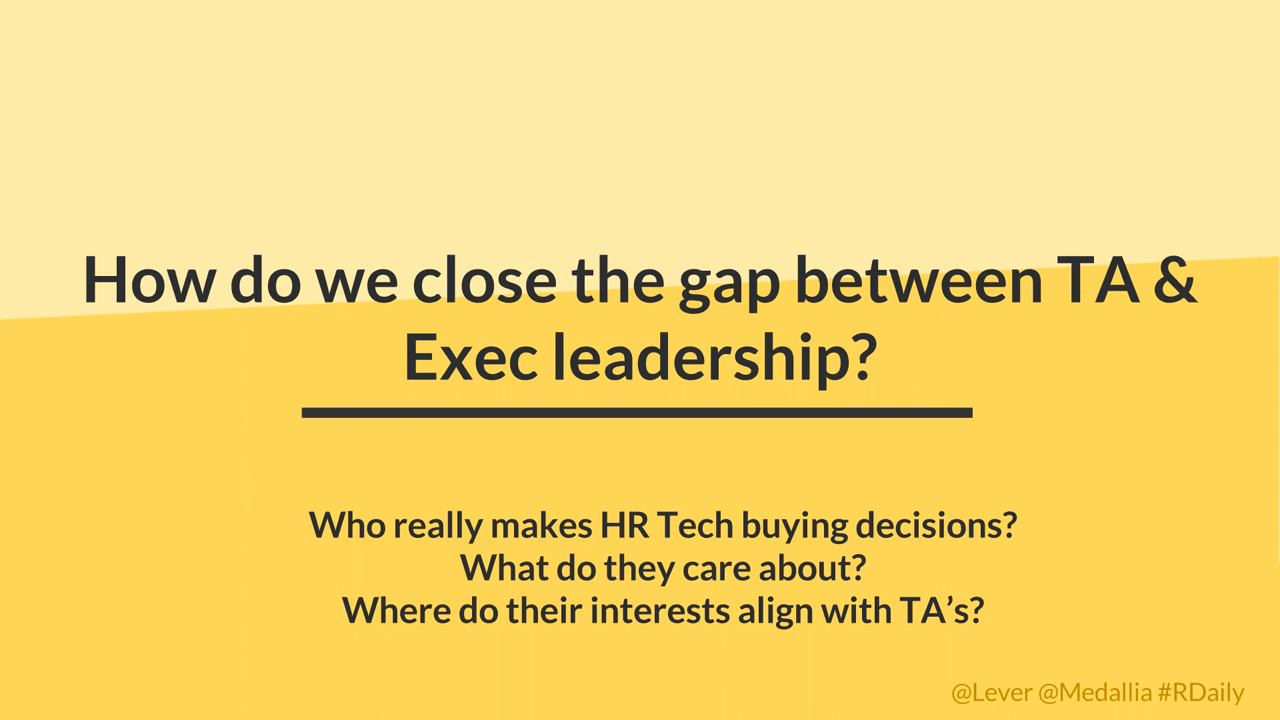 How do we close the gap between TA &
Exec leadership?
Who really makes HR Tech buying decisions?
What do they care about?
Where do their interests align with TA’s?
@Lever @Medallia #RDaily